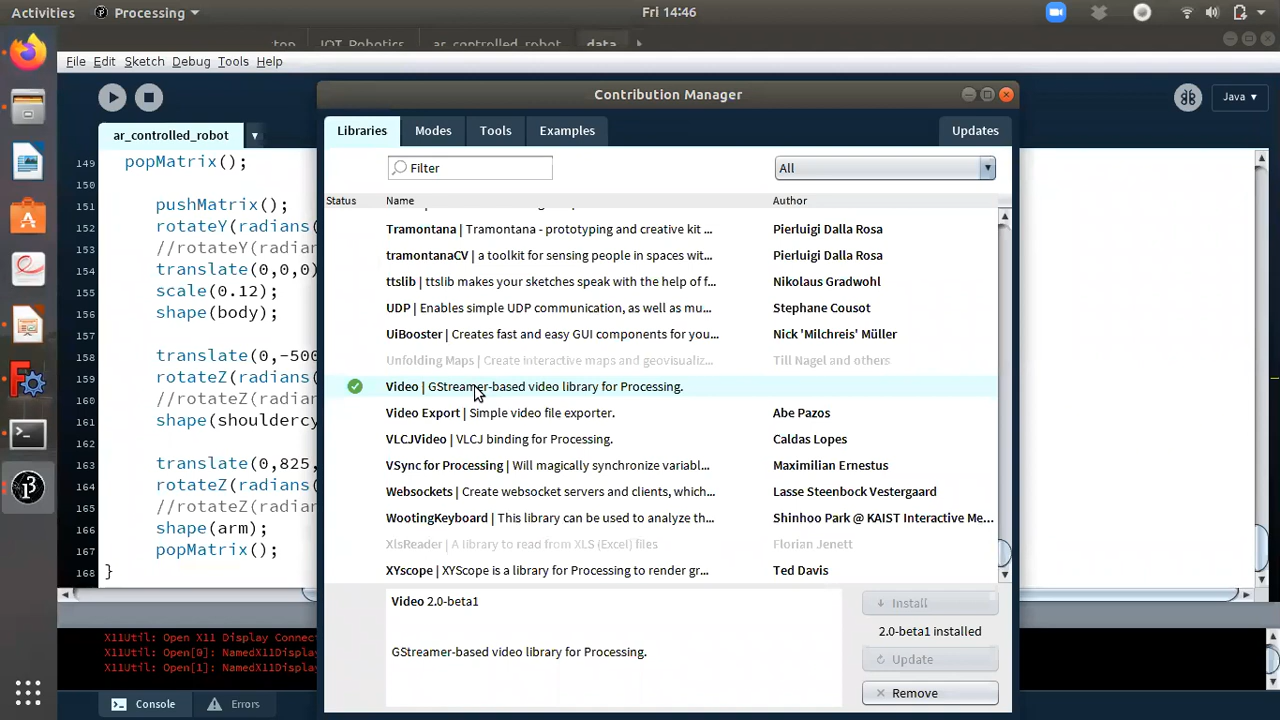 Activities
Processing
Fri 14:46
IOT_Robotics
ar_controlled_robot
data
File Edit Sketch Debug Tools Help
Contribution Manager
Java
ar_controlled_robot
Libraries
Modes
Tools
Examples
Updates
Filter
All
Status
Name
Author
149 popMatrix();
150
151 pushMatrix();
152 rotateY(radians(
153 //rotateY(radian
154 translate(0,0,0)
155 scale(0.12);
156 shape(body);
157
158 translate(0,-500
159 rotateZ(radians(
160 //rotateZ(radian
161 shape(shouldercy
162
163 translate(0,825,
164 rotateZ(radians(
165 //rotateZ(radian
166 shape(arm);
167 popMatrix();
168 }
Tramontana | Tramontana - prototyping and creative kit ... Pierluigi Dalla Rosa
tramontanaCV | a toolkit for sensing people in spaces wit... Pierluigi Dalla Rosa
ttslib | ttslib makes your sketches speak with the help of f... Nikolaus Gradwohl
UDP | Enables simple UDP communication, as well as mu... Stephane Cousot
UiBooster | Creates fast and easy GUI components for you... Nick 'Milchreis' Müller
Unfolding Maps | Create interactive maps and geovisualiz... Till Nagel and others
Video | GStreamer-based video library for Processing.
Video Export | Simple video file exporter. Abe Pazos
VLCJVideo | VLCJ binding for Processing. Caldas Lopes
VSync for Processing | Will magically synchronize variabl... Maximilian Ernestus
Websockets | Create websocket servers and clients, which... Lasse Steenbock Vestergaard
WootingKeyboard | This library can be used to analyze th... Shinhoo Park @ KAIST Interactive Me...
XlsReader | A library to read from XLS (Excel) files Florian Jenett
XYscope | XYScope is a library for Processing to render gr... Ted Davis
Video 2.0-beta1
GStreamer-based video library for Processing.
Install
2.0-beta1 installed
Update
Remove
X11Util: Open X11 Display Connec
X11Util: Open[0]: NamedX11Displa
X11Util: Open[1]: NamedX11Displa
Console
Errors